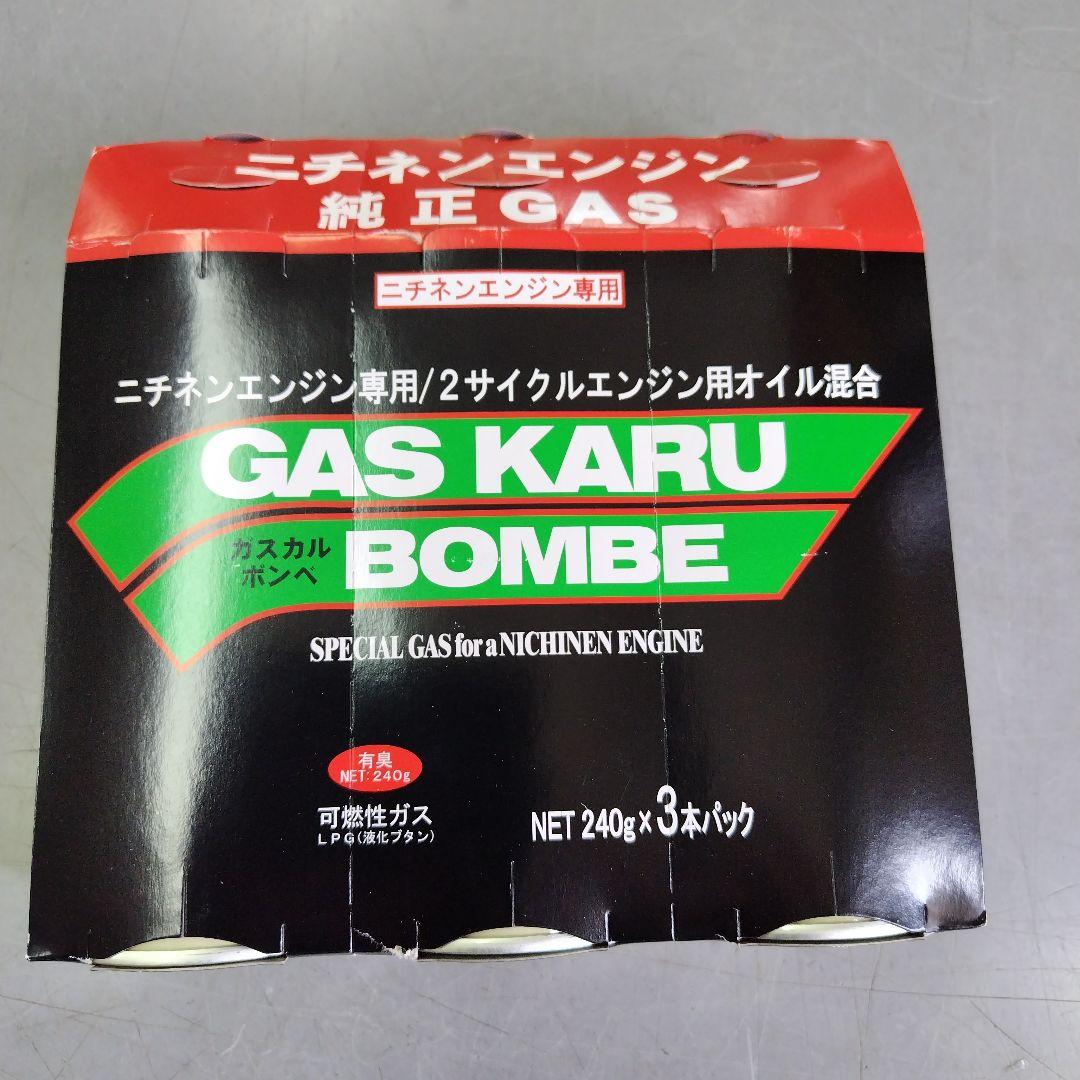 ニチネンエンジン
純正GAS
ニチネンエンジン専用
ニチネンエンジン専用/2サイクルエンジン用オイル混合
GAS KARU
ガスカル
ボンベ
BOMBE
SPECIAL GAS for a NICHINEN ENGINE
有臭
NET:240g
可燃性ガス
LPG(液化ブタン)
NET 240g×3本パック